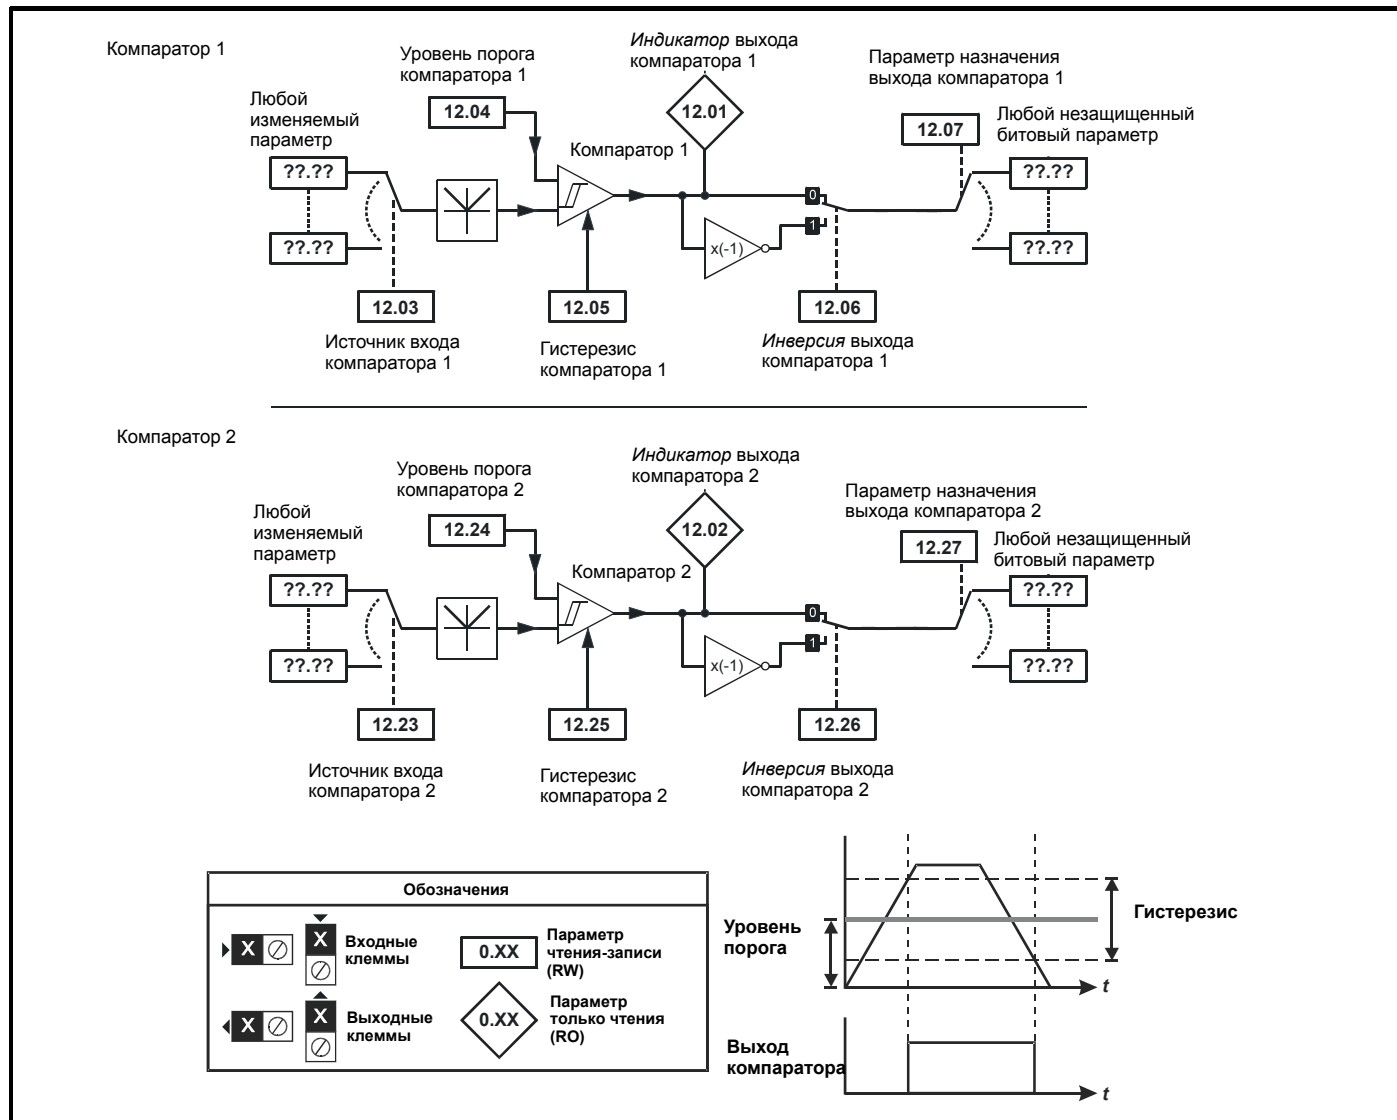 Компаратор 1
Уровень порога
компаратора 1
Индикатор выхода
компаратора 1
Параметр назначения
выхода компаратора 1
Любой
изменяемый
параметр
12.04
12.01
12.07
Любой незащищенный
битовый параметр
Компаратор 1
??.??
??.??
0
1
x(-1)
??.??
??.??
12.03
12.05
12.06
Источник входа
компаратора 1
Гистерезис
компаратора 1
Инверсия выхода
компаратора 1
Компаратор 2
Уровень порога
компаратора 2
Индикатор выхода
компаратора 2
Параметр назначения
выхода компаратора 2
Любой
изменяемый
параметр
12.24
12.02
12.27
Любой незащищенный
битовый параметр
Компаратор 2
??.??
??.??
0
1
x(-1)
??.??
??.??
12.23
12.25
12.26
Источник входа
компаратора 2
Гистерезис
компаратора 2
Инверсия выхода
компаратора 2
Обозначения
X
X
Входные
клеммы
0.XX
Параметр
чтения-записи
(RW)
X
X
Выходные
клеммы
0.XX
Параметр
только чтения
(RO)
Уровень
порога
Гистерезис
t
Выход
компаратора
t